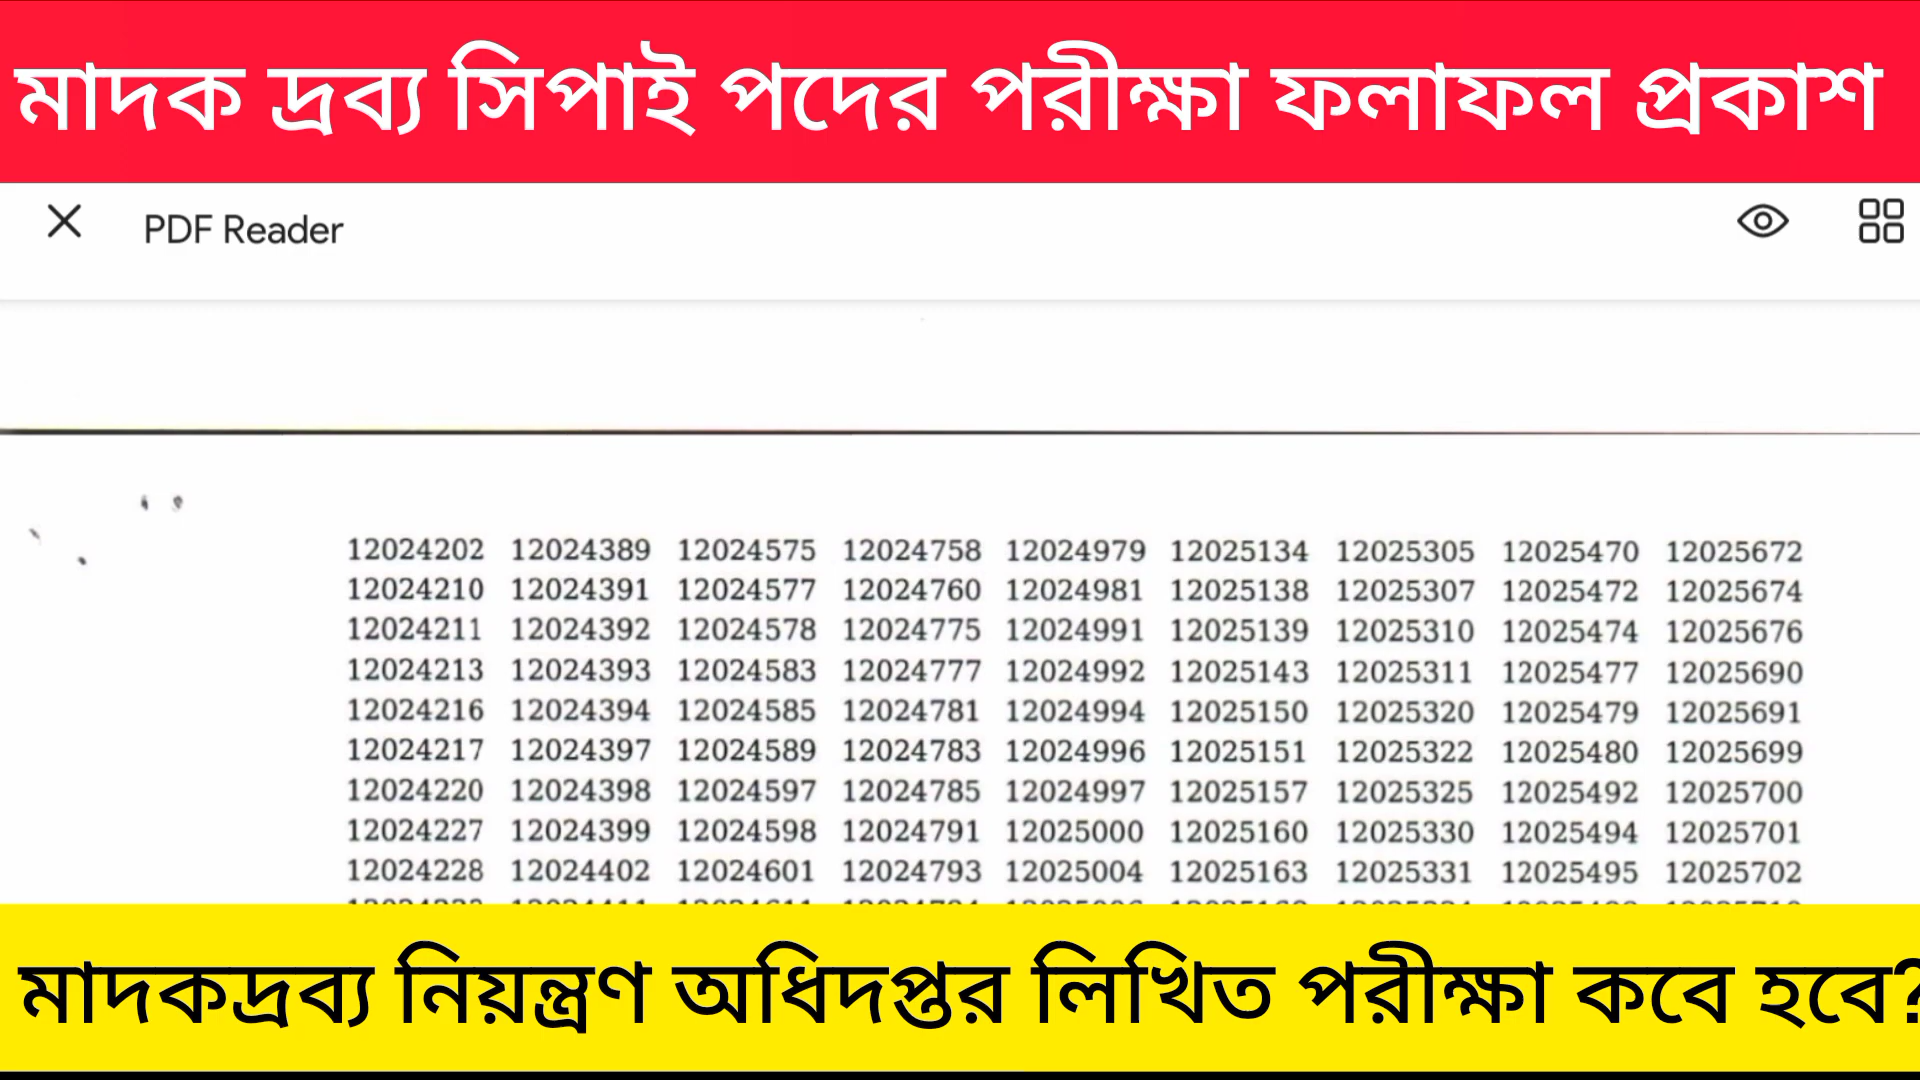 মাদক দ্রব্য সিপাই পদের পরীক্ষা ফলাফল প্রকাশ
PDF Reader
12024202 12024389 12024575 12024758 12024979 12025134 12025305 12025470 12025672
12024210 12024391 12024577 12024760 12024981 12025138 12025307 12025472 12025674
12024211 12024392 12024578 12024775 12024991 12025139 12025310 12025474 12025676
12024213 12024393 12024583 12024777 12024992 12025143 12025311 12025477 12025690
12024216 12024394 12024585 12024781 12024994 12025150 12025320 12025479 12025691
12024217 12024397 12024589 12024783 12024996 12025151 12025322 12025480 12025699
12024220 12024398 12024597 12024785 12024997 12025157 12025325 12025492 12025700
12024227 12024399 12024598 12024791 12025000 12025160 12025330 12025494 12025701
12024228 12024402 12024601 12024793 12025004 12025163 12025331 12025495 12025702
মাদকদ্রব্য নিয়ন্ত্রণ অধিদপ্তর লিখিত পরীক্ষা কবে হবে?